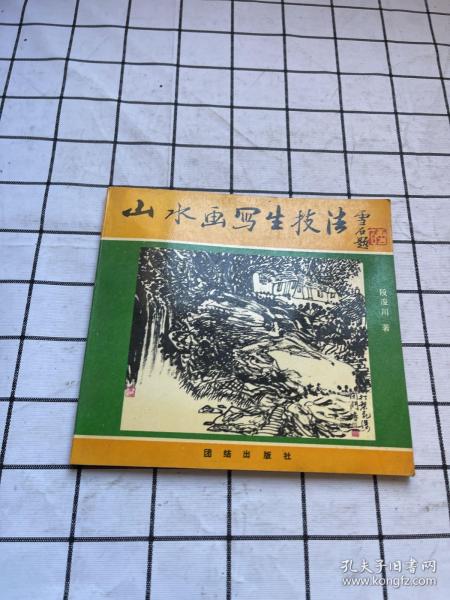 山水画写生技法
雪石题
段应川 著
团结出版社
孔夫子旧书网
www.kongfz.com